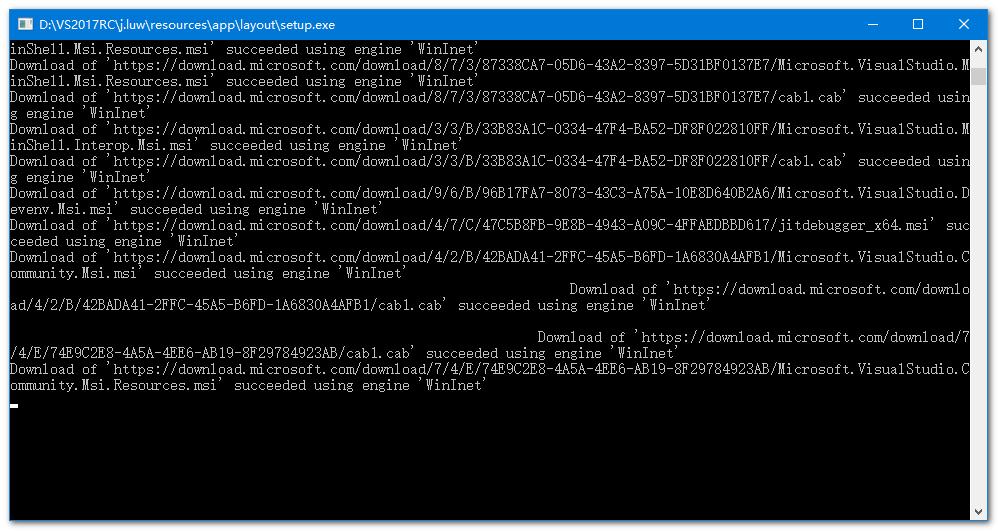 D:\VS2017RC\j.luw\resources\app\layout\setup.exe
inShell.Msi.Resources.msi' succeeded using engine 'WinInet'
Download of 'https://download.microsoft.com/download/8/7/3/87338CA7-05D6-43A2-8397-5D31BF0137E7/Microsoft.VisualStudio.M
inShell.Msi.Resources.msi' succeeded using engine 'WinInet'
Download of 'https://download.microsoft.com/download/8/7/3/87338CA7-05D6-43A2-8397-5D31BF0137E7/cab1.cab' succeeded usin
g engine 'WinInet'
Download of 'https://download.microsoft.com/download/3/3/B/33B83A1C-0334-47F4-BA52-DF8F022810FF/Microsoft.VisualStudio.M
inShell.Interop.Msi.msi' succeeded using engine 'WinInet'
Download of 'https://download.microsoft.com/download/3/3/B/33B83A1C-0334-47F4-BA52-DF8F022810FF/cab1.cab' succeeded usin
g engine 'WinInet'
Download of 'https://download.microsoft.com/download/9/6/B/96B17FA7-8073-43C3-A75A-10E8D640B2A6/Microsoft.VisualStudio.D
evenv.Msi.msi' succeeded using engine 'WinInet'
Download of 'https://download.microsoft.com/download/4/7/C/47C5B8FB-9E8B-4943-A09C-4FFAEDBBD617/jitdebugger_x64.msi' suc
ceeded using engine 'WinInet'
Download of 'https://download.microsoft.com/download/4/2/B/42BADA41-2FFC-45A5-B6FD-1A6830A4AFB1/Microsoft.VisualStudio.C
ommunity.Msi.msi' succeeded using engine 'WinInet'
Download of 'https://download.microsoft.com/downlo
ad/4/2/B/42BADA41-2FFC-45A5-B6FD-1A6830A4AFB1/cab1.cab' succeeded using engine 'WinInet'
Download of 'https://download.microsoft.com/download/7
/4/E/74E9C2E8-4A5A-4EE6-AB19-8F29784923AB/cab1.cab' succeeded using engine 'WinInet'
Download of 'https://download.microsoft.com/download/7/4/E/74E9C2E8-4A5A-4EE6-AB19-8F29784923AB/Microsoft.VisualStudio.C
ommunity.Msi.Resources.msi' succeeded using engine 'WinInet'